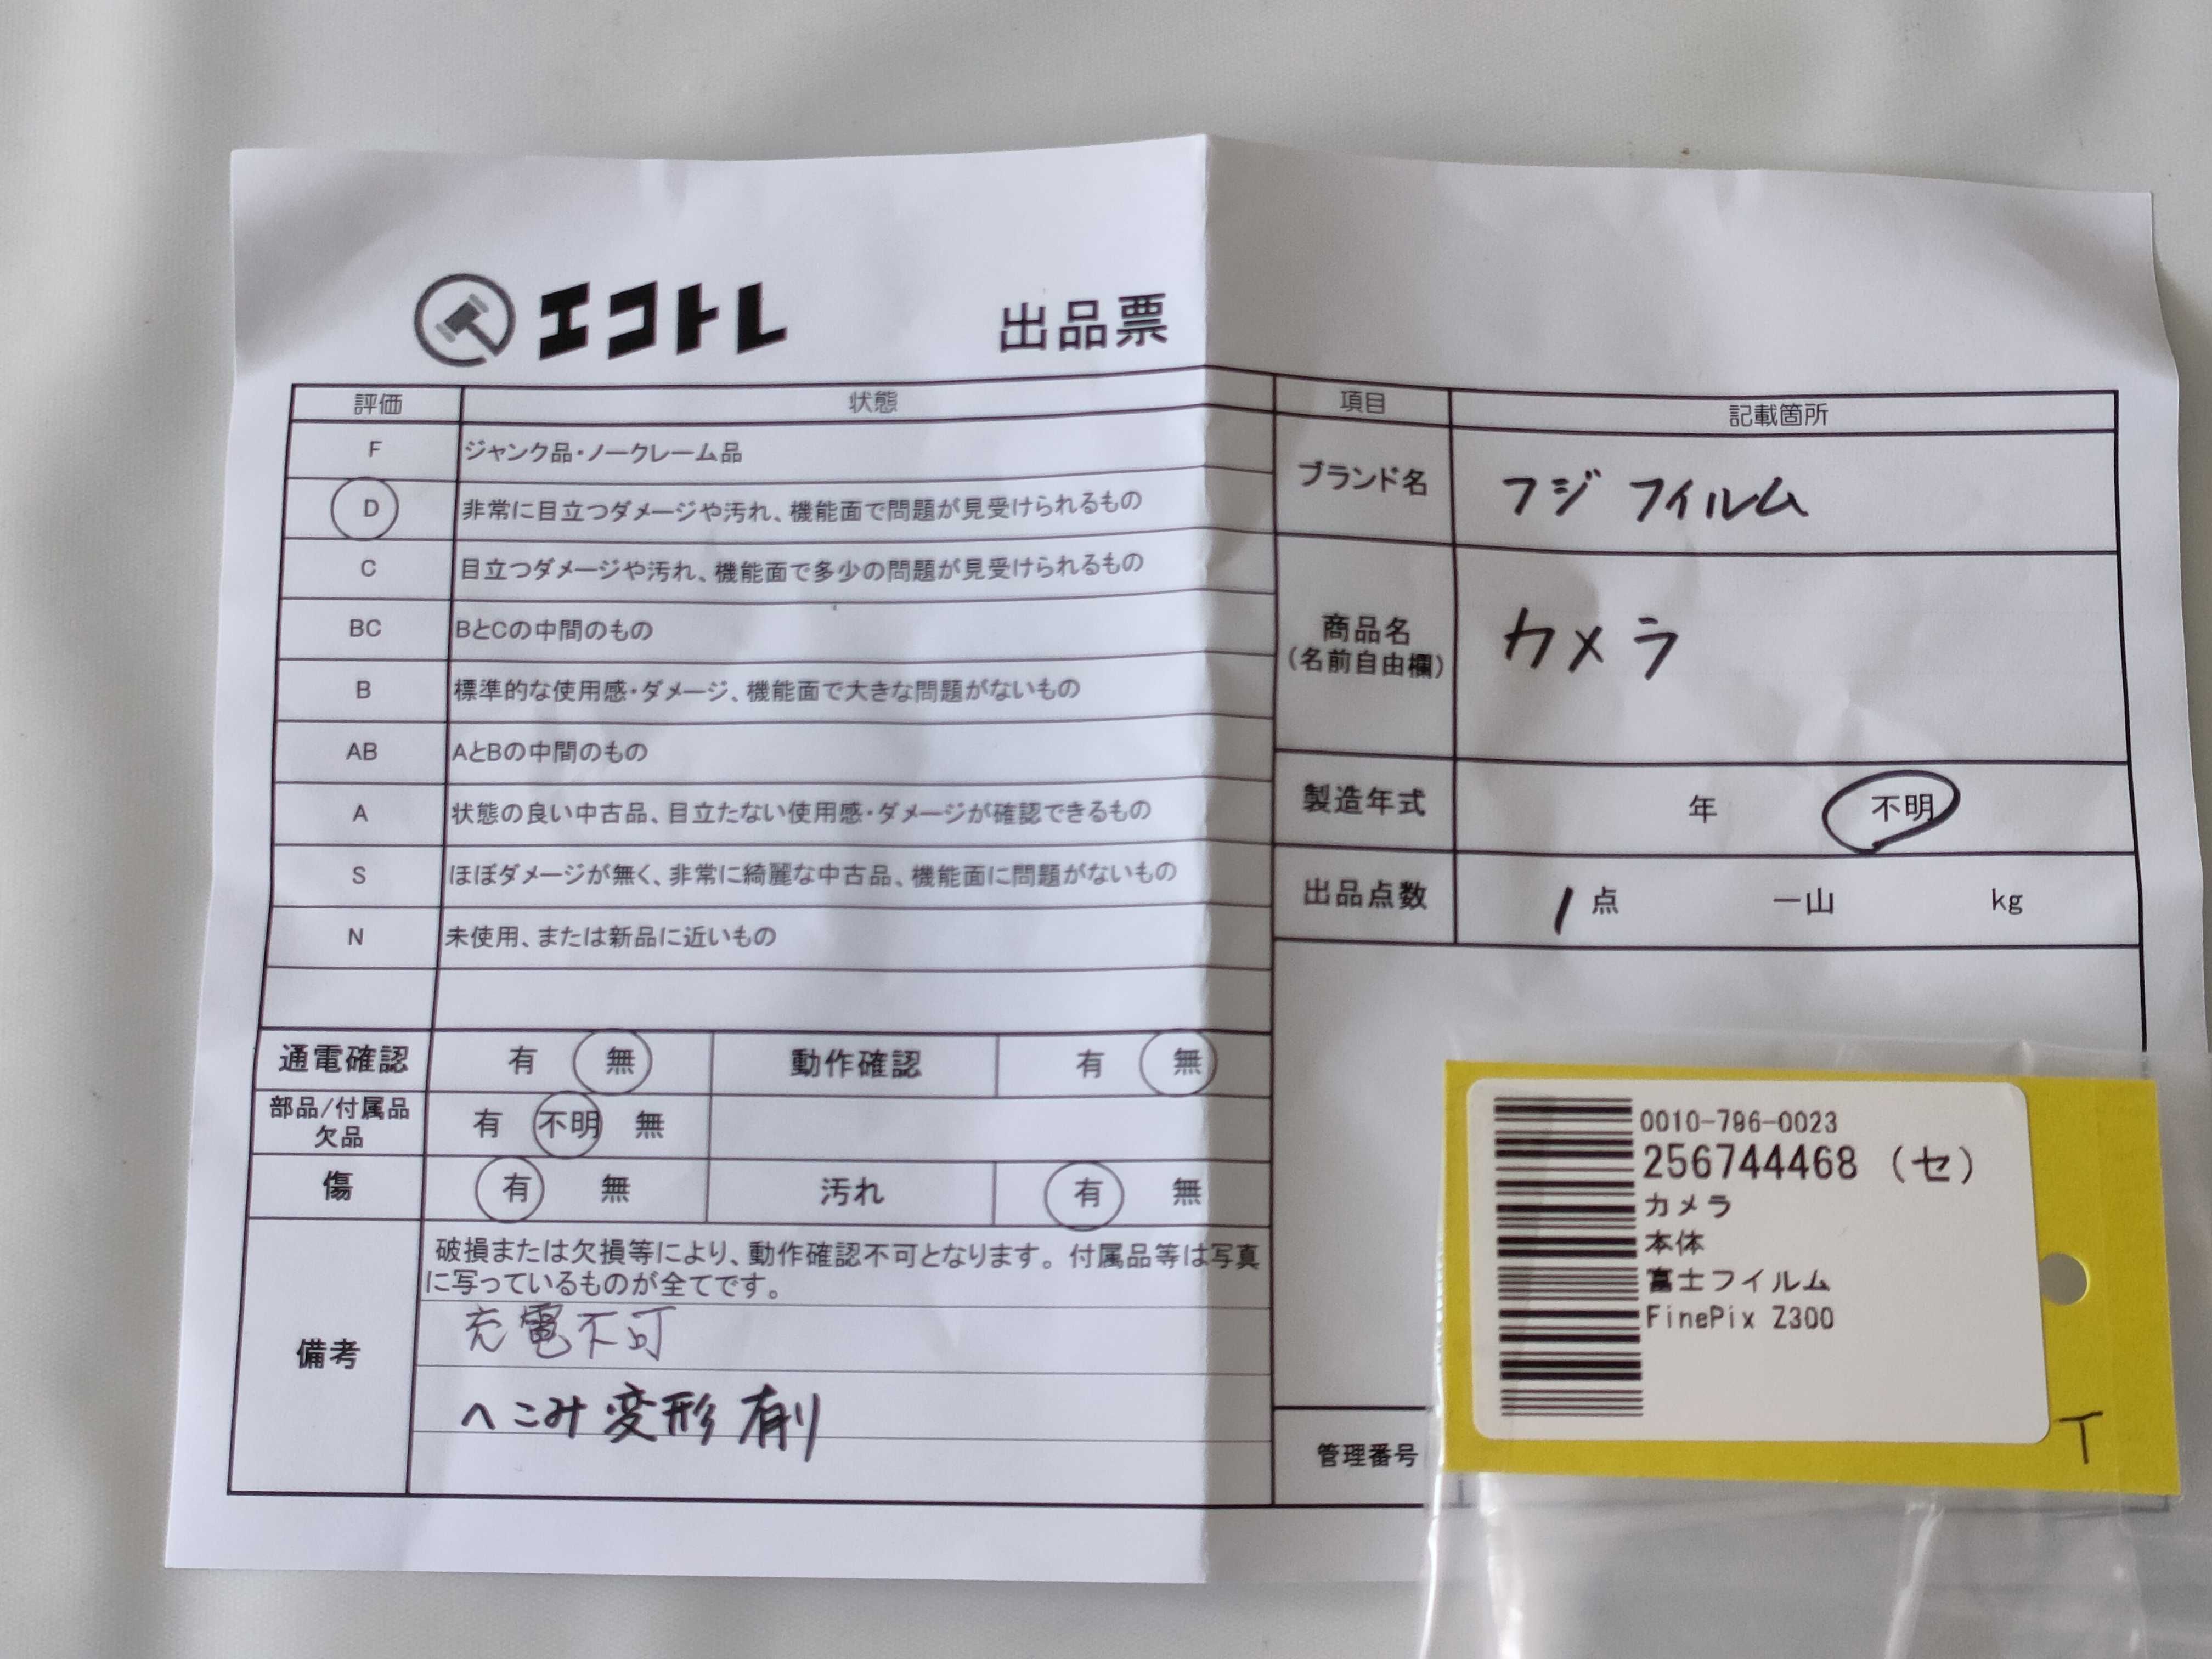 エコトレ 出品票
評価 状態
F ジャンク品・ノークレーム品
D 非常に目立つダメージや汚れ、機能面で問題が見受けられるもの
C 目立つダメージや汚れ、機能面で多少の問題が見受けられるもの
BC BとCの中間のもの
B 標準的な使用感・ダメージ、機能面で大きな問題がないもの
AB AとBの中間のもの
A 状態の良い中古品、目立たない使用感・ダメージが確認できるもの
S ほぼダメージが無く、非常に綺麗な中古品、機能面に問題がないもの
N 未使用、または新品に近いもの
通電確認 有 無 動作確認 有 無
部品/付属品
欠品
有 不明 無
傷 有 無 汚れ 有 無
備考
破損または欠損等により、動作確認不可となります。付属品等は写真
に写っているものが全てです。
充電不可
へこみ変形有り
項目 記載箇所
ブランド名 フジフイルム
商品名
(名前自由欄)
カメラ
製造年式 年 不明
出品点数 1 点 一山 kg
管理番号
0010-796-0023
256744468 (セ)
カメラ
本体
富士フイルム
FinePix Z300
T